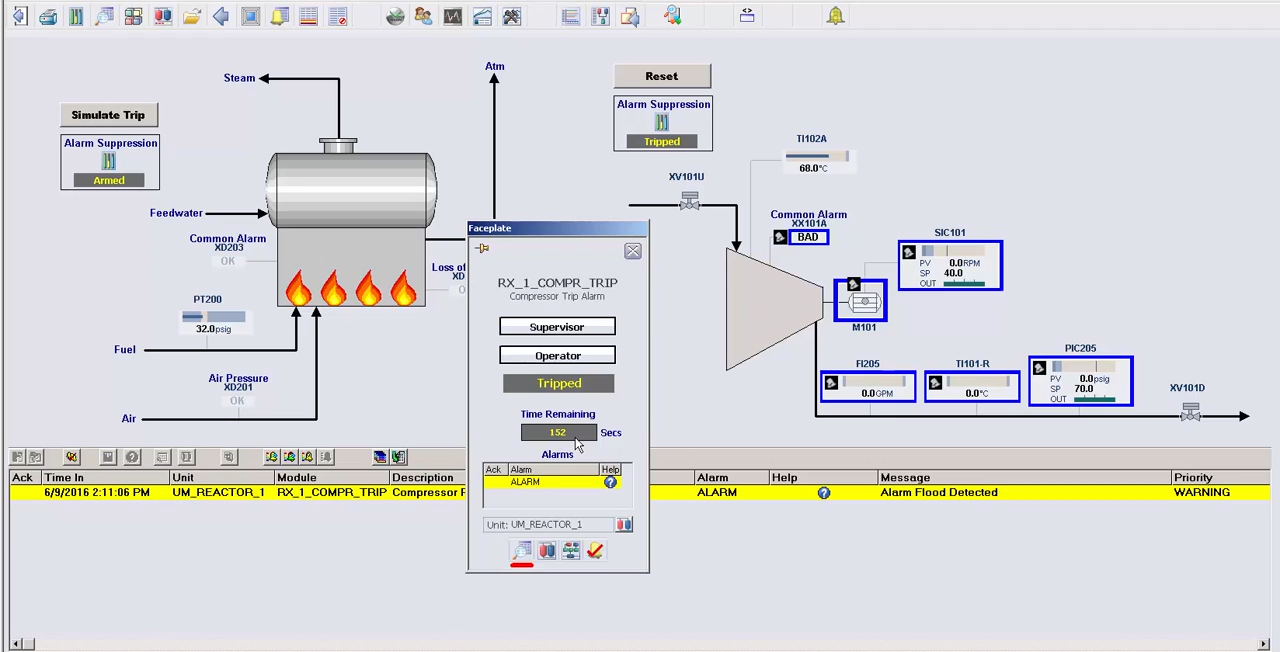 Steam
Atm
Reset
Simulate Trip
Alarm Suppression
Tripped
Alarm Suppression
Armed
TI102A
68.0°C
XV101U
Feedwater
Common Alarm
XX101A
BAD
Common Alarm
XD203
OK
SIC101
PV 0.0RPM
SP 40.0
OUT
Loss of
XD
PT200
32.0psig
M101
Fuel
Air Pressure
XD201
OK
Air
FI205
0.0GPM
TI101-R
0.0°C
PIC205
PV 0.0psig
SP 70.0
OUT
XV101D
Faceplate
RX_1_COMPR_TRIP
Compressor Trip Alarm
Supervisor
Operator
Tripped
Time Remaining
152 Secs
Alarms
Ack Alarm Help
ALARM
Unit: UM_REACTOR_1
Ack Time In Unit Module Description Alarm Help Message Priority
6/9/2016 2:11:06 PM UM_REACTOR_1 RX_1_COMPR_TRIP Compressor ALARM Alarm Flood Detected WARNING